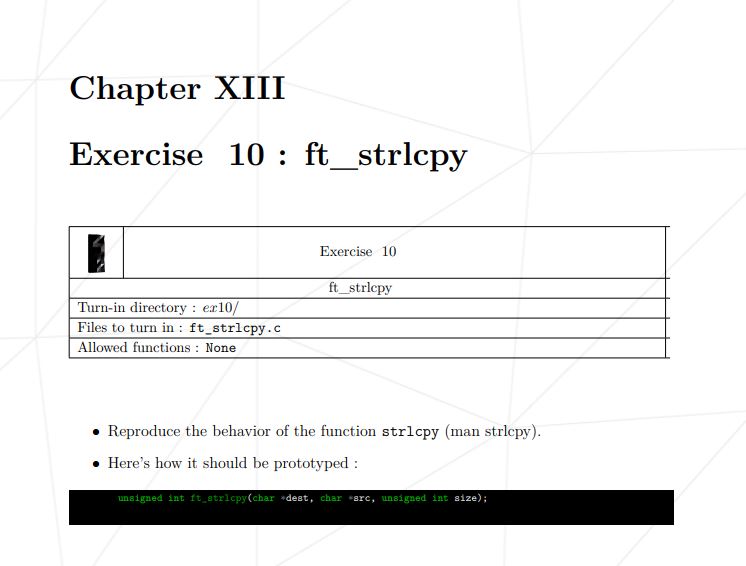 Chapter XIII
Exercise 10 : ft_strlcpy
Exercise 10
ft_strlcpy
Turn-in directory : ex10/
Files to turn in : ft_strlcpy.c
Allowed functions : None
• Reproduce the behavior of the function strlcpy (man strlcpy).
• Here's how it should be prototyped :
unsigned int ft_strlcpy(char *dest, char *src, unsigned int size);